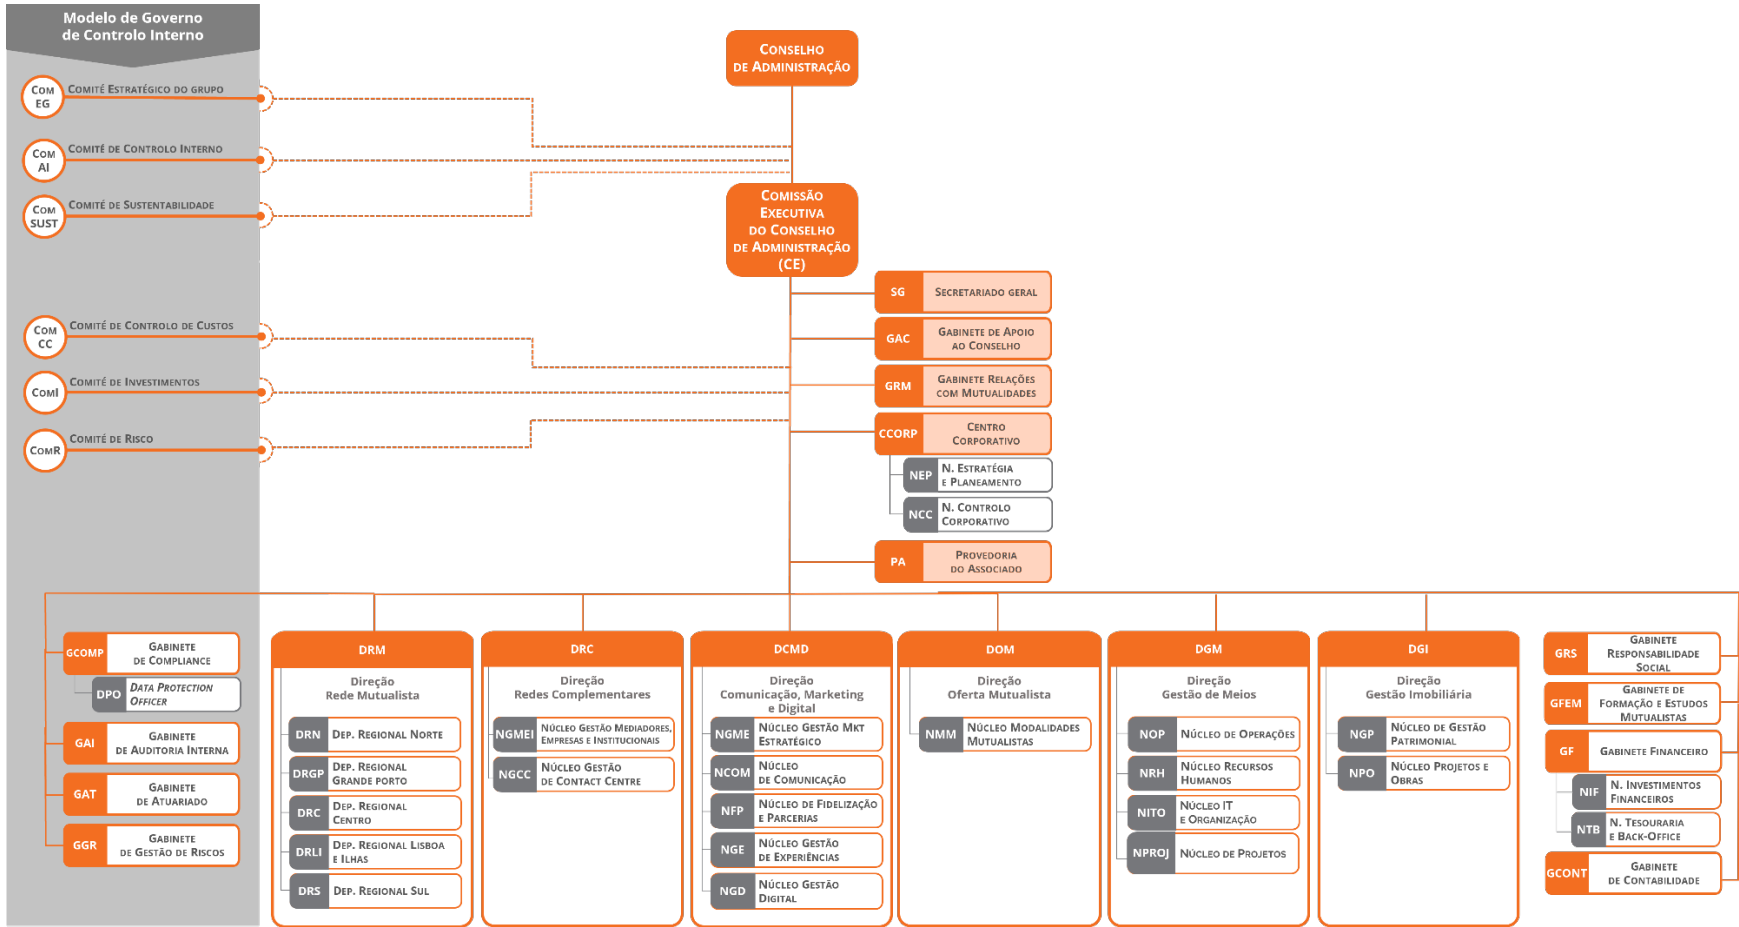 Modelo de Governo
de Controlo Interno
Conselho
de Administração
Com
EG
Comité Estratégico do grupo
Com
AI
Comité de Controlo Interno
Com
SUST
Comité de Sustentabilidade
Comissão
Executiva
do Conselho
de Administração
(CE)
Com
CC
Comité de Controlo de Custos
ComI
Comité de Investimentos
ComR
Comité de Risco
SG
Secretariado geral
GAC
Gabinete de Apoio
ao Conselho
GRM
Gabinete Relações
com Mutualidades
CCORP
Centro
Corporativo
NEP
N. Estratégia
e Planeamento
NCC
N. Controlo
Corporativo
PA
Provedoria
do Associado
GCOMP
Gabinete
de Compliance
DPO
Data Protection
Officer
GAI
Gabinete
de Auditoria Interna
GAT
Gabinete
de Atuariado
GGR
Gabinete
de Gestão de Riscos
DRM
Direção
Rede Mutualista
DRN
Dep. Regional Norte
DRGP
Dep. Regional
Grande porto
DRC
Dep. Regional
Centro
DRLI
Dep. Regional Lisboa
e Ilhas
DRS
Dep. Regional Sul
DRC
Direção
Redes Complementares
NGMEI
Núcleo Gestão Mediadores,
Empresas e Institucionais
NGCC
Núcleo Gestão
de Contact Centre
DCMD
Direção
Comunicação, Marketing
e Digital
NGME
Núcleo Gestão Mkt
Estratégico
NCOM
Núcleo
de Comunicação
NFP
Núcleo de Fidelização
e Parcerias
NGE
Núcleo Gestão
de Experiências
NGD
Núcleo Gestão
Digital
DOM
Direção
Oferta Mutualista
NMM
Núcleo Modalidades
Mutualistas
DGM
Direção
Gestão de Meios
NOP
Núcleo de Operações
NRH
Núcleo Recursos
Humanos
NITO
Núcleo IT
e Organização
NPROJ
Núcleo de Projetos
DGI
Direção
Gestão Imobiliária
NGP
Núcleo de Gestão
Patrimonial
NPO
Núcleo Projetos e
Obras
GRS
Gabinete
Responsabilidade
Social
GFEM
Gabinete de
Formação e Estudos
Mutualistas
GF
Gabinete Financeiro
NIF
N. Investimentos
Financeiros
NTB
N. Tesouraria
e Back-Office
GCONT
Gabinete
de Contabilidade